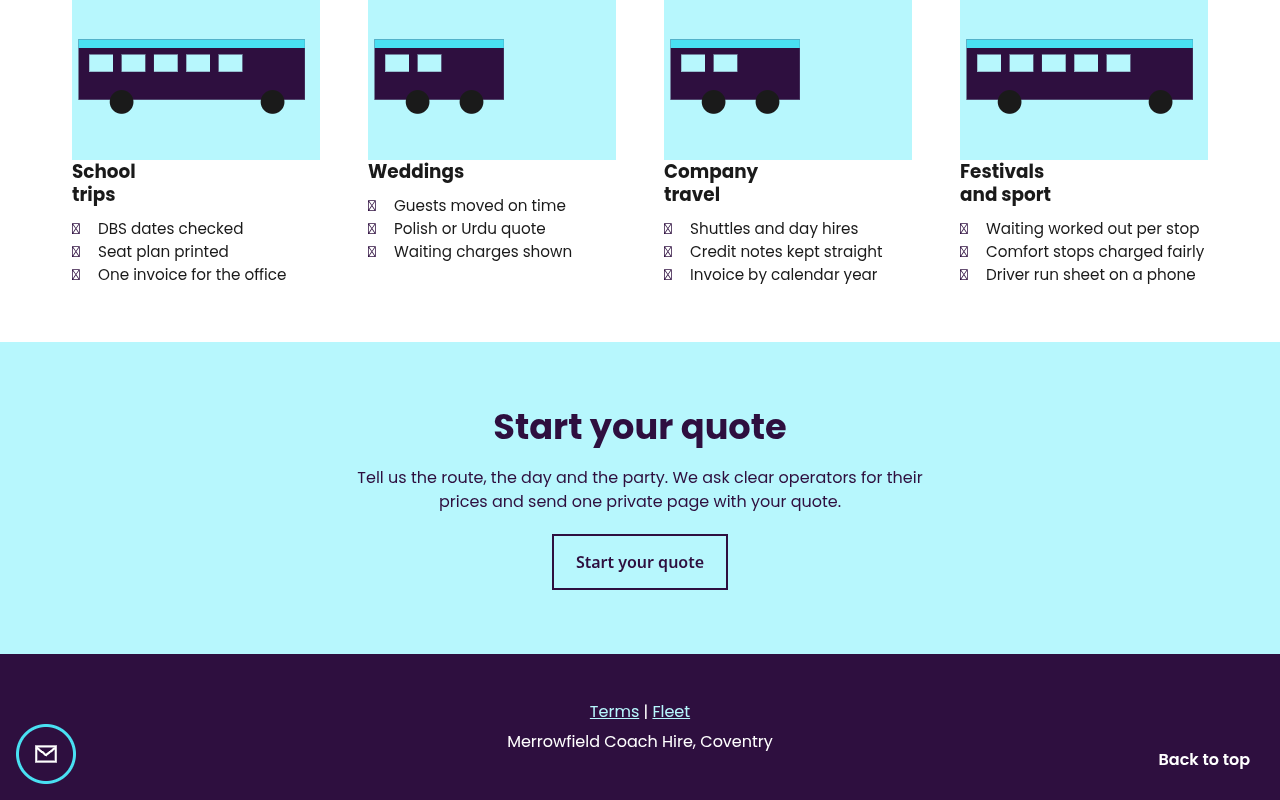 School
trips
DBS dates checked
Seat plan printed
One invoice for the office
Weddings
Guests moved on time
Polish or Urdu quote
Waiting charges shown
Company
travel
Shuttles and day hires
Credit notes kept straight
Invoice by calendar year
Festivals
and sport
Waiting worked out per stop
Comfort stops charged fairly
Driver run sheet on a phone
Start your quote
Tell us the route, the day and the party. We ask clear operators for their
prices and send one private page with your quote.
Start your quote
Terms | Fleet
Merrowfield Coach Hire, Coventry
Back to top